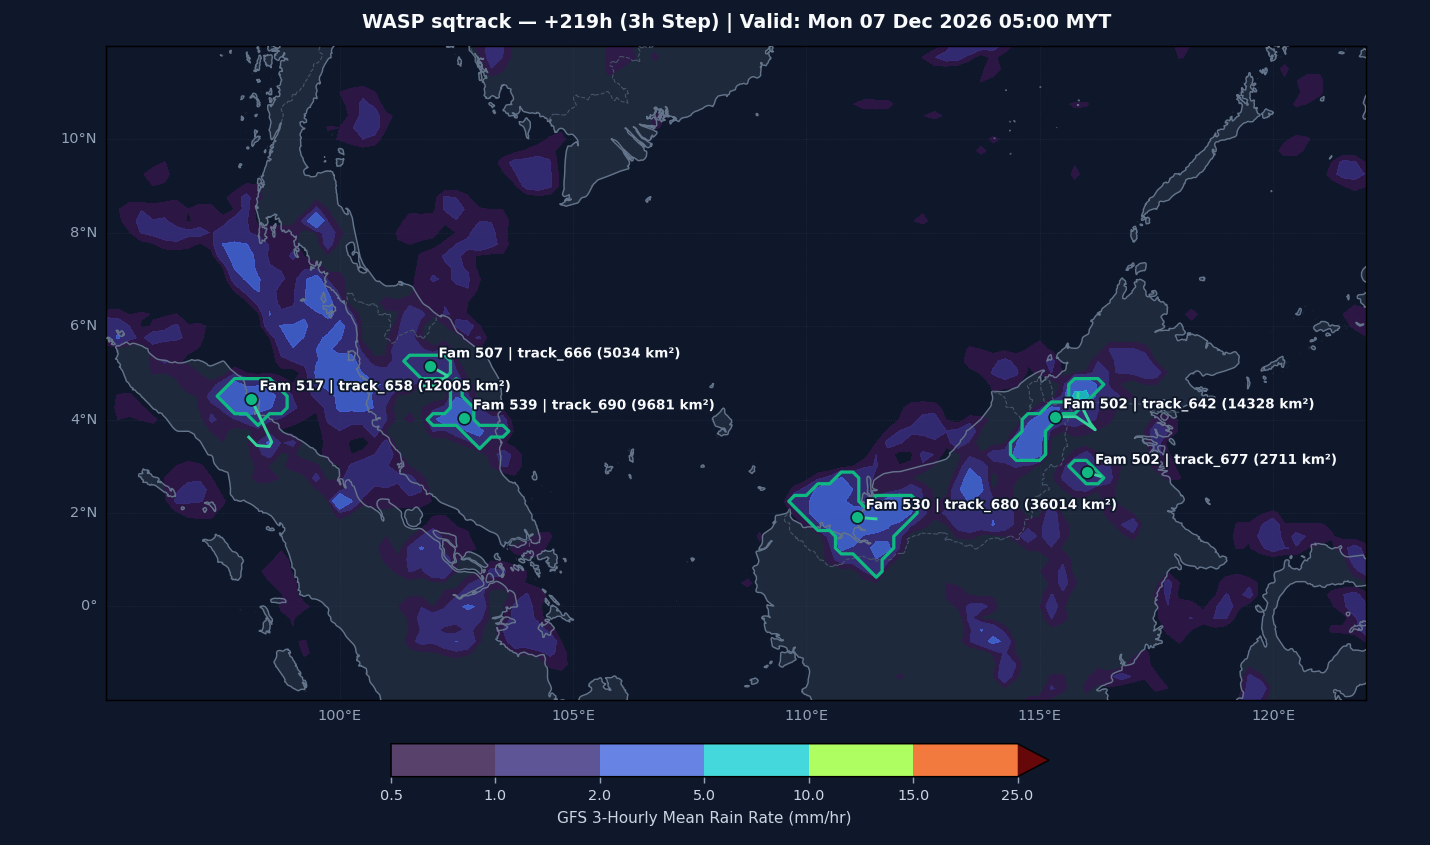 WASP sqtrack — +219h (3h Step) | Valid: Mon 07 Dec 2026 05:00 MYT
10°N
8°N
6°N
4°N
2°N
0°
Fam 507 | track_666 (5034 km²)
Fam 517 | track_658 (12005 km²)
Fam 539 | track_690 (9681 km²)
Fam 502 | track_642 (14328 km²)
Fam 502 | track_677 (2711 km²)
Fam 530 | track_680 (36014 km²)
100°E 105°E 110°E 115°E 120°E
0.5 1.0 2.0 5.0 10.0 15.0 25.0
GFS 3-Hourly Mean Rain Rate (mm/hr)